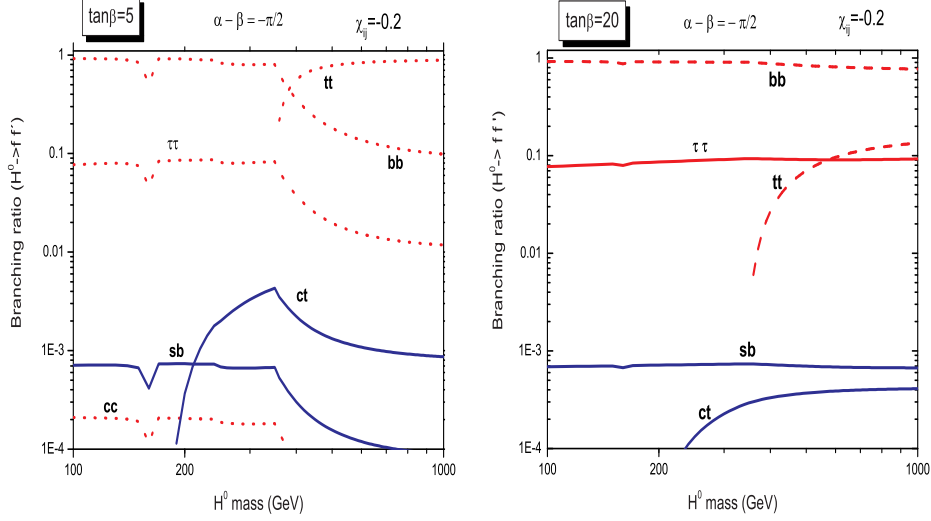 tanβ=5
α − β = −π/2
χij=-0.2
Branching ratio (H0->f f´)
1
0.1
0.01
1E-3
1E-4
tt
ττ
bb
ct
sb
cc
100
200
1000
H0 mass (GeV)
tanβ=20
α − β = − π/2
χij=-0.2
Branching ratio (H0-> f f ')
1
0.1
0.01
1E-3
1E-4
bb
τ τ
tt
sb
ct
100
200
1000
H0 mass (GeV)